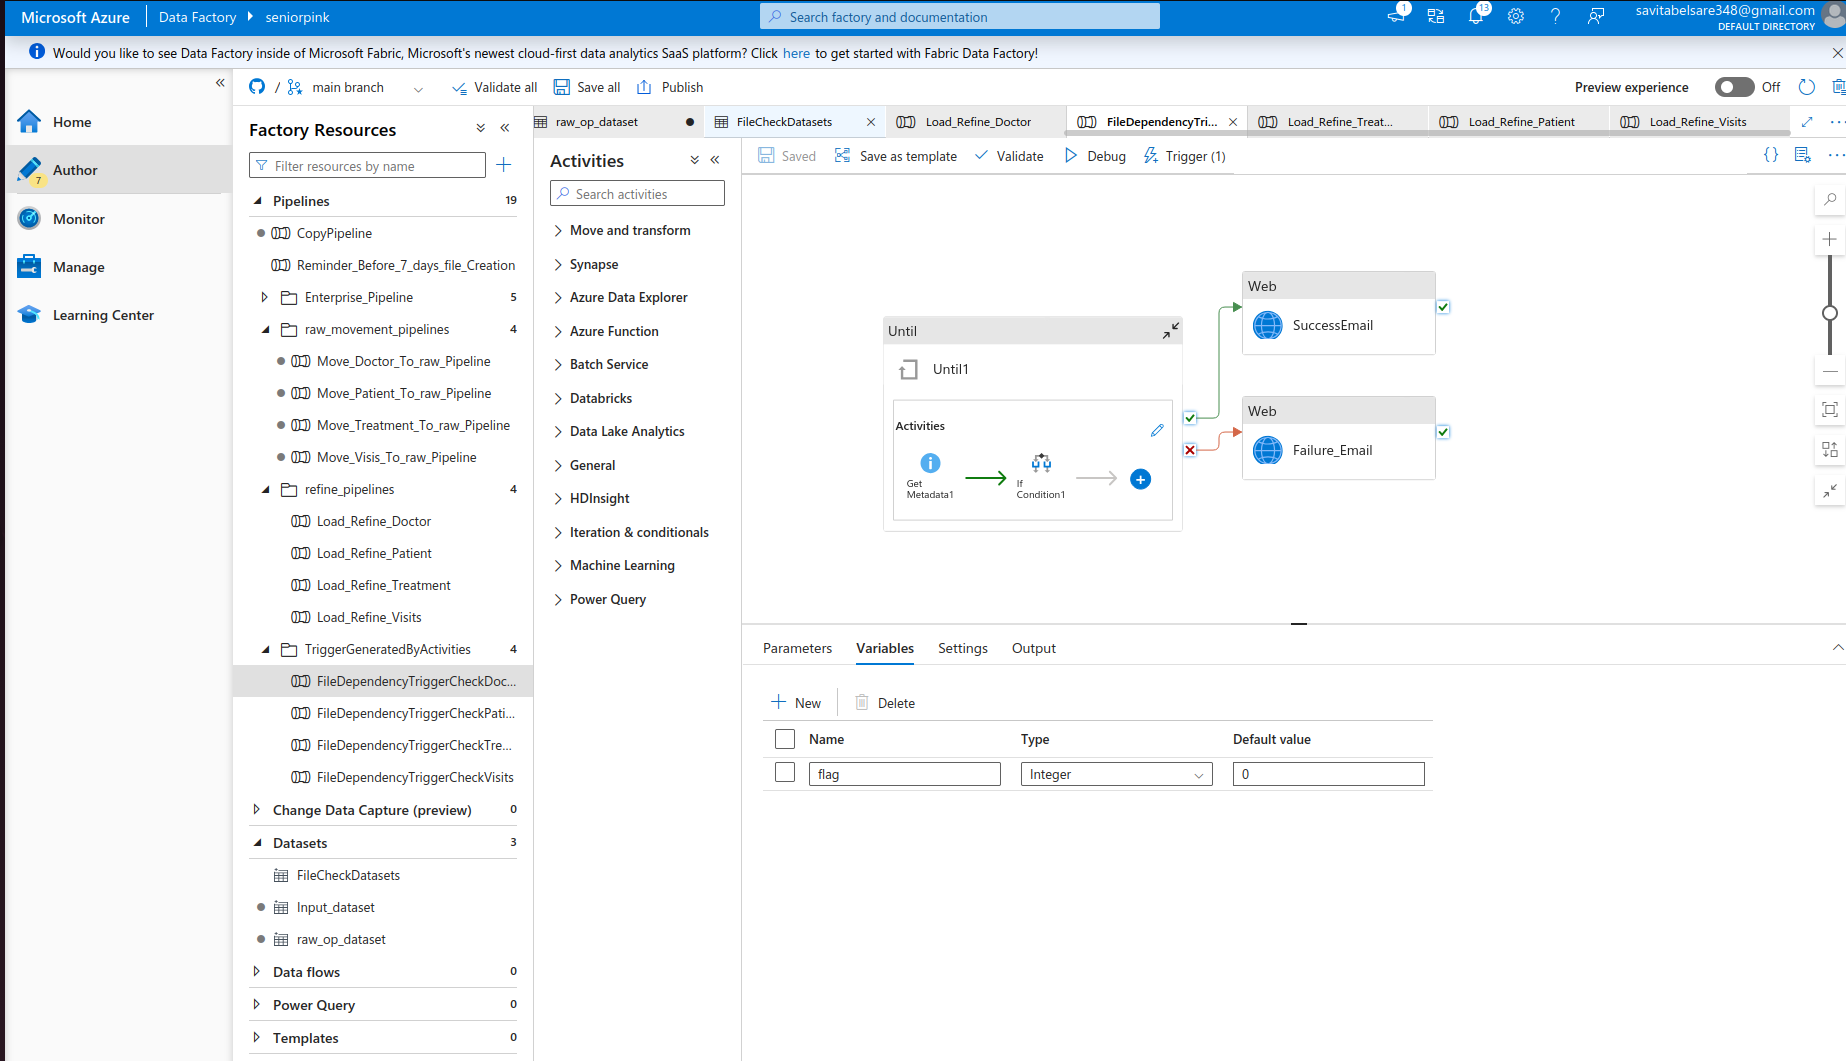 Microsoft Azure
Data Factory
seniorpink
Search factory and documentation
1
13
?
savitabelsare348@gmail.com
DEFAULT DIRECTORY
Would you like to see Data Factory inside of Microsoft Fabric, Microsoft's newest cloud-first data analytics SaaS platform? Click here to get started with Fabric Data Factory!
Home
Author
7
Monitor
Manage
Learning Center
/ main branch
Validate all
Save all
Publish
Preview experience
Off
Factory Resources
Filter resources by name
Pipelines 19
CopyPipeline
Reminder_Before_7_days_file_Creation
Enterprise_Pipeline 5
raw_movement_pipelines 4
Move_Doctor_To_raw_Pipeline
Move_Patient_To_raw_Pipeline
Move_Treatment_To_raw_Pipeline
Move_Visis_To_raw_Pipeline
refine_pipelines 4
Load_Refine_Doctor
Load_Refine_Patient
Load_Refine_Treatment
Load_Refine_Visits
TriggerGeneratedByActivities 4
FileDependencyTriggerCheckDoc...
FileDependencyTriggerCheckPati...
FileDependencyTriggerCheckTre...
FileDependencyTriggerCheckVisits
Change Data Capture (preview) 0
Datasets 3
FileCheckDatasets
Input_dataset
raw_op_dataset
Data flows 0
Power Query 0
Templates 0
raw_op_dataset
FileCheckDatasets
Load_Refine_Doctor
FileDependencyTri...
Load_Refine_Treat...
Load_Refine_Patient
Load_Refine_Visits
Activities
Search activities
Move and transform
Synapse
Azure Data Explorer
Azure Function
Batch Service
Databricks
Data Lake Analytics
General
HDInsight
Iteration & conditionals
Machine Learning
Power Query
Saved
Save as template
Validate
Debug
Trigger (1)
{}
Until
Until1
Activities
Get
Metadata1
If
Condition1
Web
SuccessEmail
Web
Failure_Email
Parameters
Variables
Settings
Output
New
Delete
Name
Type
Default value
flag
Integer
0